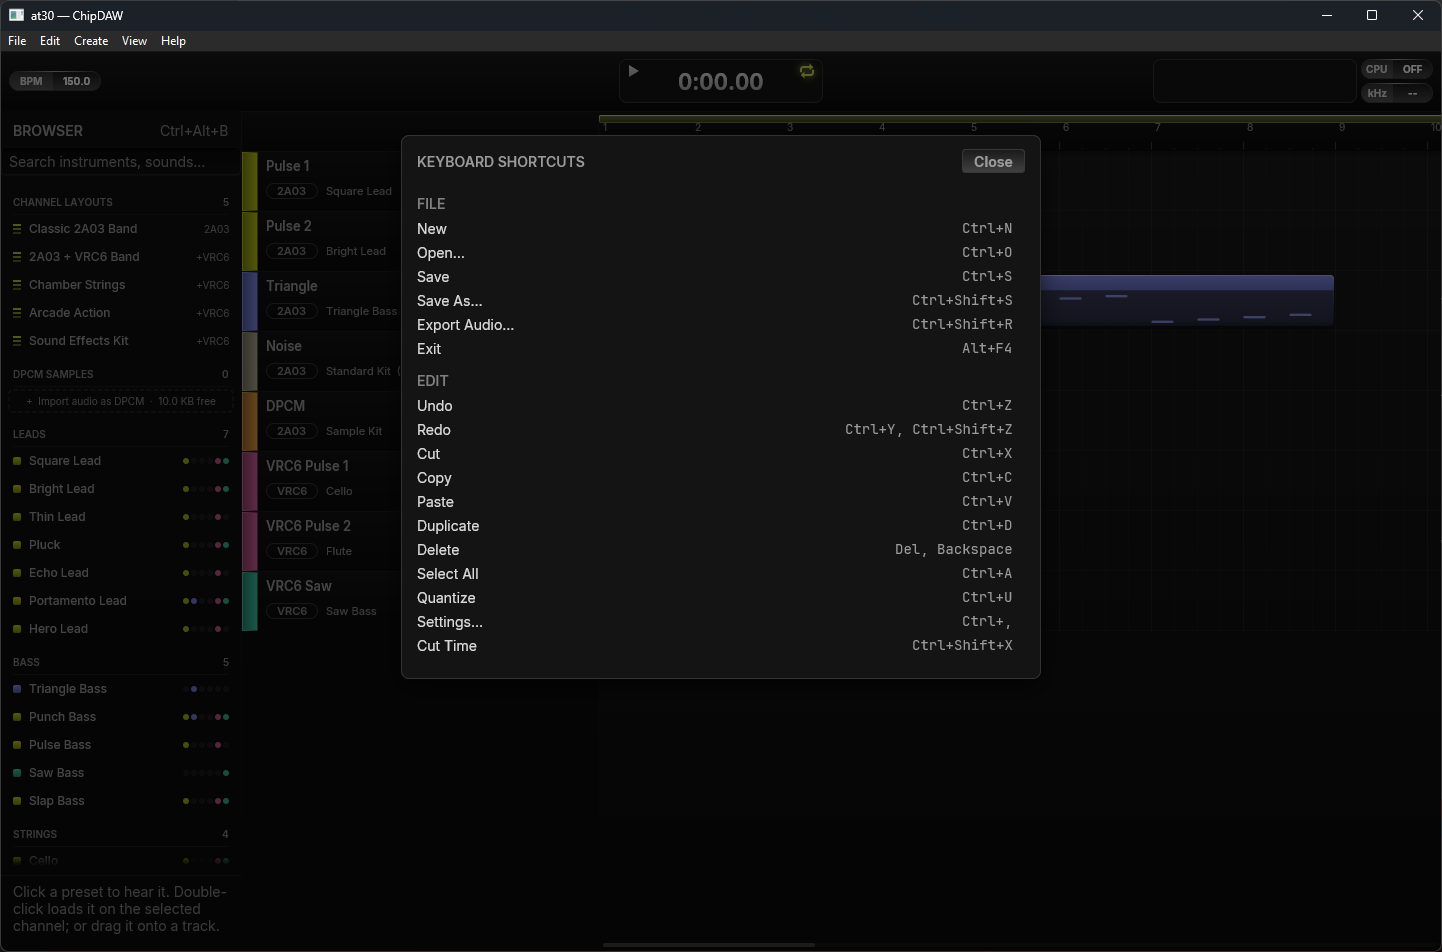 at30 — ChipDAW
File Edit Create View Help
BPM 150.0
0:00.00
CPU OFF
kHz --
BROWSER Ctrl+Alt+B
Search instruments, sounds...
CHANNEL LAYOUTS 5
Classic 2A03 Band 2A03
2A03 + VRC6 Band +VRC6
Chamber Strings +VRC6
Arcade Action +VRC6
Sound Effects Kit +VRC6
DPCM SAMPLES 0
+ Import audio as DPCM · 10.0 KB free
LEADS 7
Square Lead
Bright Lead
Thin Lead
Pluck
Echo Lead
Portamento Lead
Hero Lead
BASS 5
Triangle Bass
Punch Bass
Pulse Bass
Saw Bass
Slap Bass
STRINGS 4
Cello
Click a preset to hear it. Double-
click loads it on the selected
channel; or drag it onto a track.
1 2 3 4 5 6 7 8 9 10
Pulse 1
2A03 Square Lead
Pulse 2
2A03 Bright Lead
Triangle
2A03 Triangle Bass
Noise
2A03 Standard Kit (
DPCM
2A03 Sample Kit
VRC6 Pulse 1
VRC6 Cello
VRC6 Pulse 2
VRC6 Flute
VRC6 Saw
VRC6 Saw Bass
KEYBOARD SHORTCUTS Close
FILE
New Ctrl+N
Open... Ctrl+O
Save Ctrl+S
Save As... Ctrl+Shift+S
Export Audio... Ctrl+Shift+R
Exit Alt+F4
EDIT
Undo Ctrl+Z
Redo Ctrl+Y, Ctrl+Shift+Z
Cut Ctrl+X
Copy Ctrl+C
Paste Ctrl+V
Duplicate Ctrl+D
Delete Del, Backspace
Select All Ctrl+A
Quantize Ctrl+U
Settings... Ctrl+,
Cut Time Ctrl+Shift+X